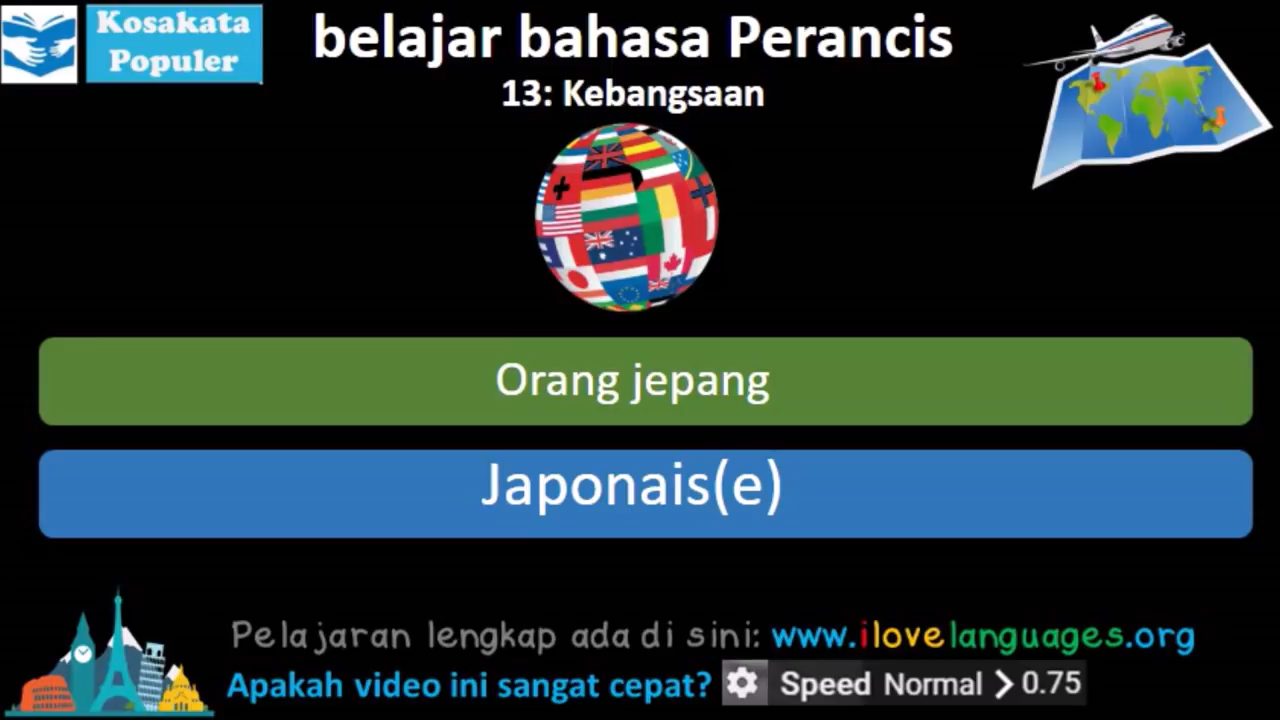 Kosakata
Populer
belajar bahasa Perancis
13: Kebangsaan
Orang jepang
Japonais(e)
Pelajaran lengkap ada di sini: www.ilovelanguages.org
Apakah video ini sangat cepat? Speed Normal > 0.75